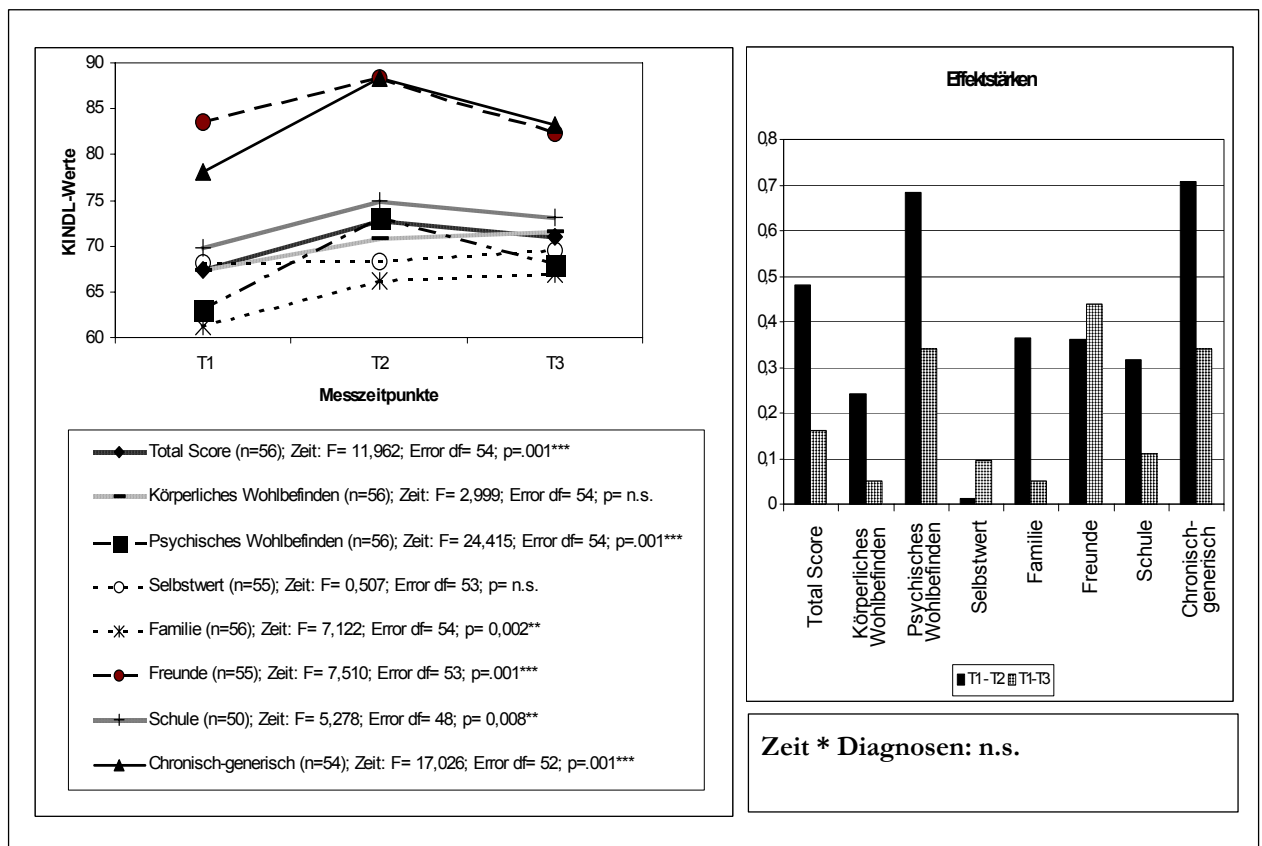 90
85
80
75
70
65
60
KINDL-Werte
T1 T2 T3
Messzeitpunkte
Total Score (n=56); Zeit: F= 11,962; Error df= 54; p=.001***
Körperliches Wohlbefinden (n=56); Zeit: F= 2,999; Error df= 54; p= n.s.
Psychisches Wohlbefinden (n=56); Zeit: F= 24,415; Error df= 54; p=.001***
Selbstwert (n=55); Zeit: F= 0,507; Error df= 53; p= n.s.
Familie (n=56); Zeit: F= 7,122; Error df= 54; p= 0,002**
Freunde (n=55); Zeit: F= 7,510; Error df= 53; p=.001***
Schule (n=50); Zeit: F= 5,278; Error df= 48; p= 0,008**
Chronisch-generisch (n=54); Zeit: F= 17,026; Error df= 52; p=.001***
Effektstärken
0,8
0,7
0,6
0,5
0,4
0,3
0,2
0,1
0
Total Score
Körperliches
Wohlbefinden
Psychisches
Wohlbefinden
Selbstwert
Familie
Freunde
Schule
Chronisch-
generisch
T1-T2 T1-T3
Zeit * Diagnosen: n.s.